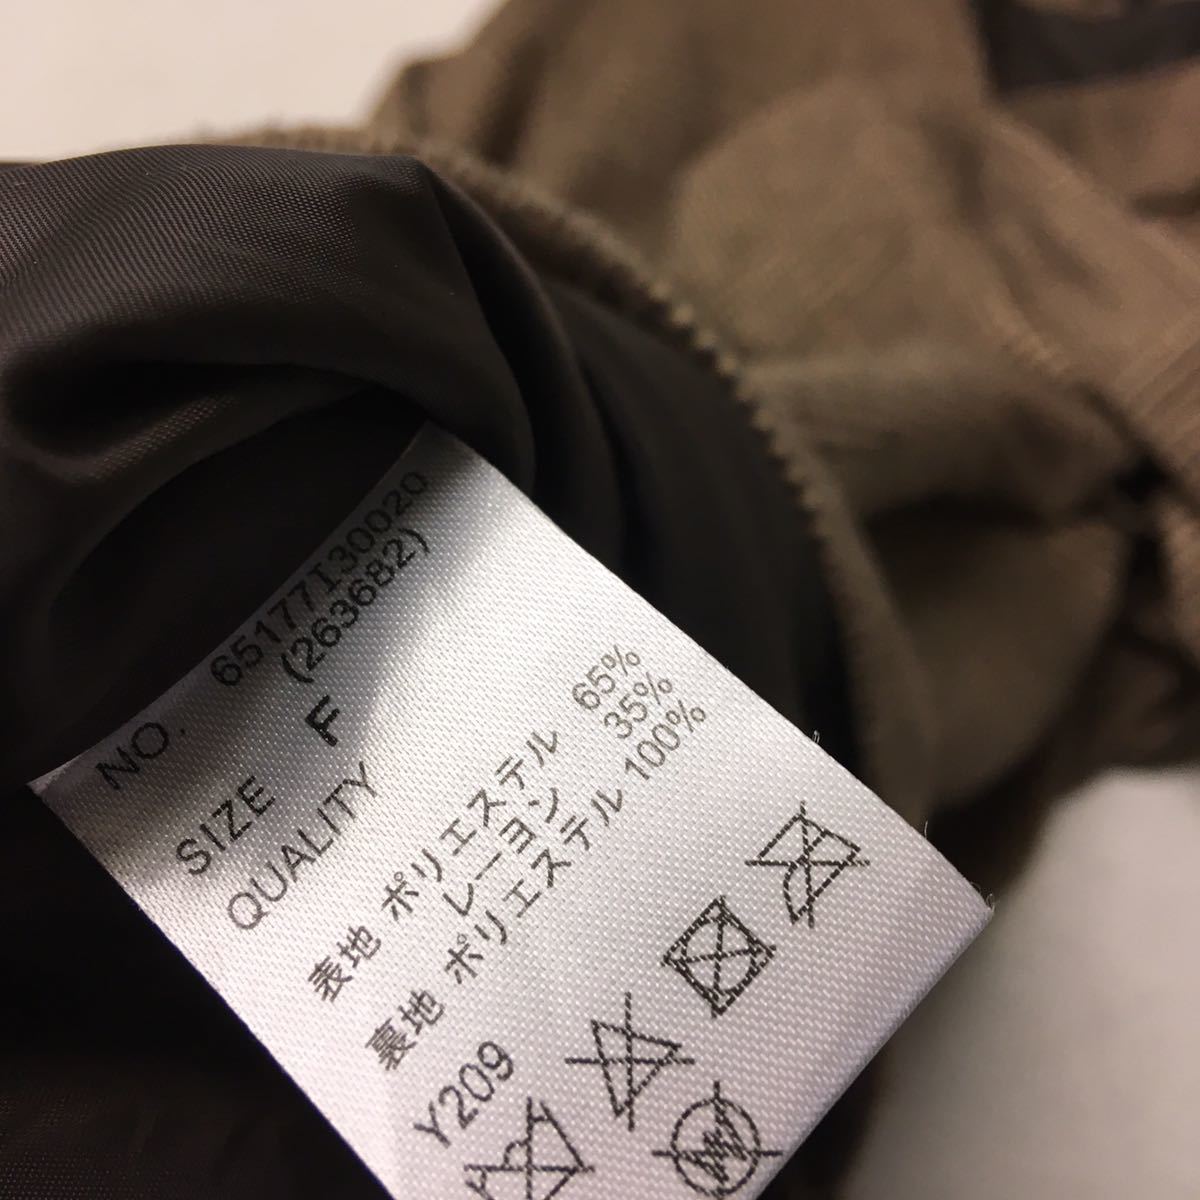 NO. 65177I30020
(263682)
SIZE F
QUALITY
表地 ポリエステル 65%
レーヨン 35%
裏地 ポリエステル 100%
Y209